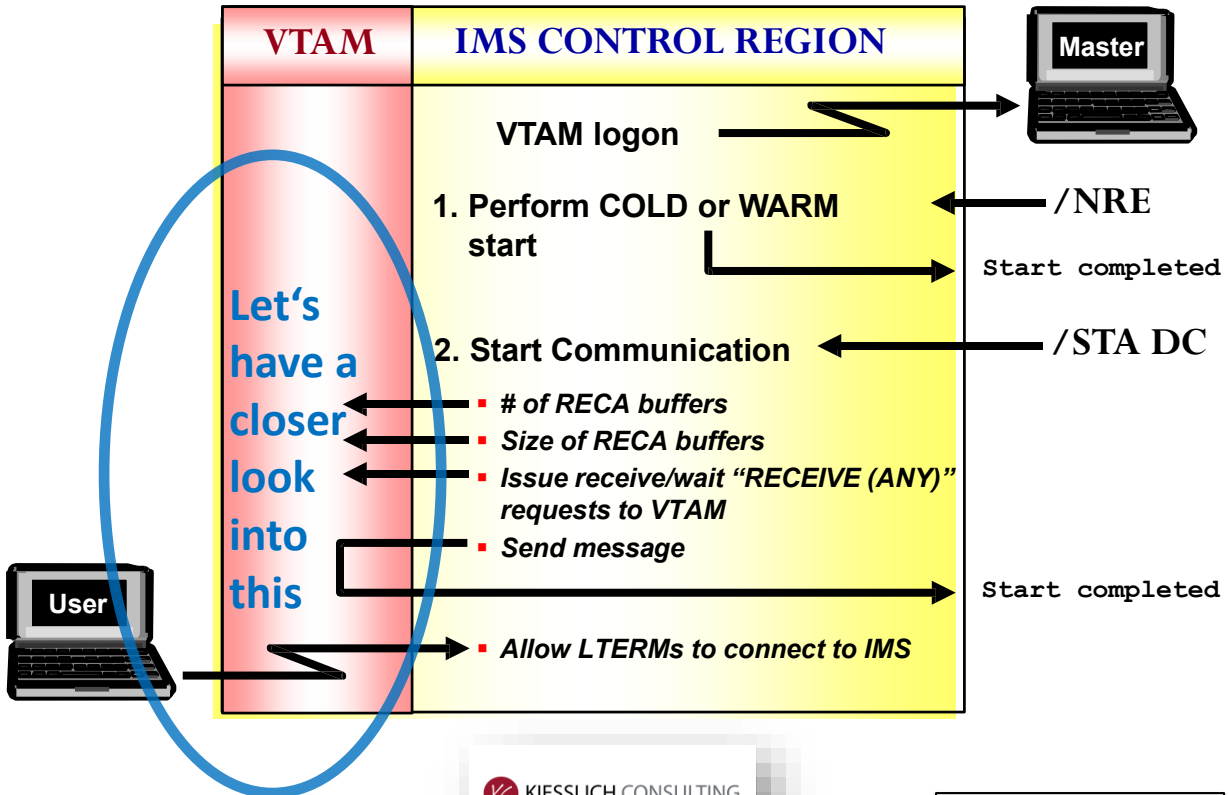 VTAM
IMS CONTROL REGION
Master
VTAM logon
1. Perform COLD or WARM
start
/NRE
Start completed
Let‘s
have a
closer
look
into
this
2. Start Communication
/STA DC
▪ # of RECA buffers
▪ Size of RECA buffers
▪ Issue receive/wait “RECEIVE (ANY)”
requests to VTAM
▪ Send message
Start completed
User
▪ Allow LTERMs to connect to IMS
KIESSLICH CONSULTING